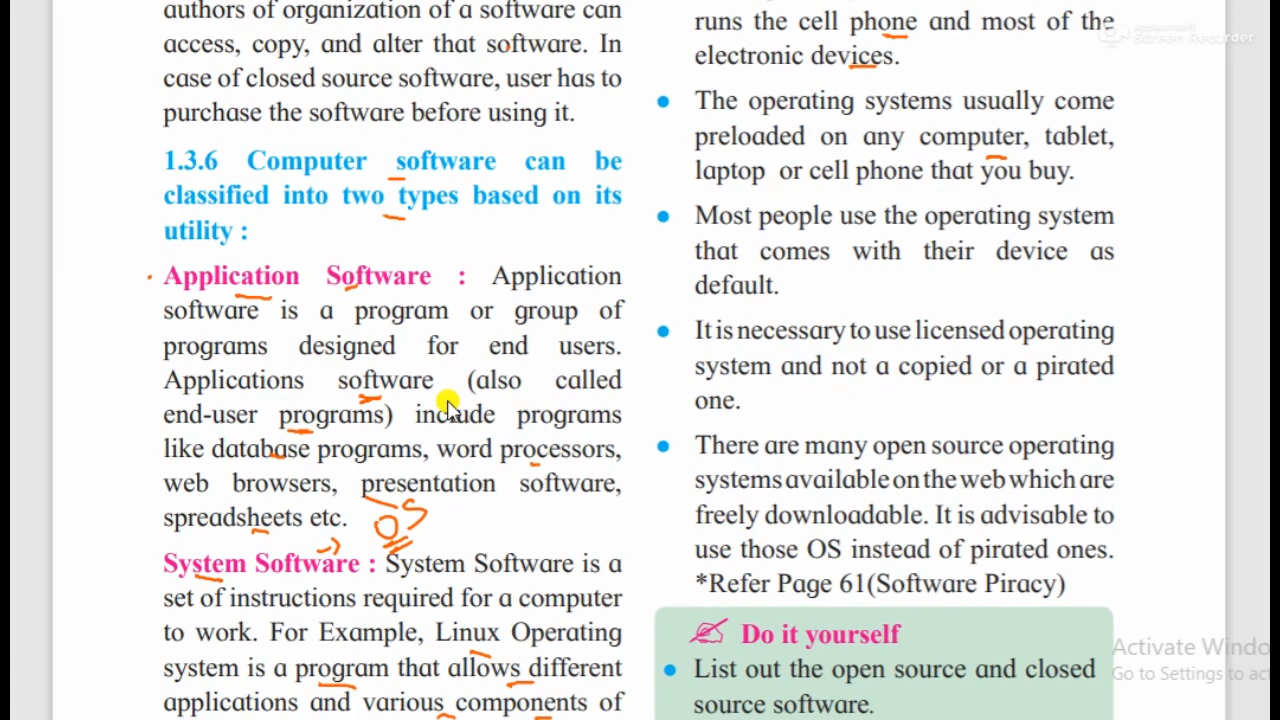 authors of organization of a software can
access, copy, and alter that software. In
case of closed source software, user has to
purchase the software before using it.
1.3.6 Computer software can be
classified into two types based on its
utility :
Application Software : Application
software is a program or group of
programs designed for end users.
Applications software (also called
end-user programs) include programs
like database programs, word processors,
web browsers, presentation software,
spreadsheets etc.
OS
System Software : System Software is a
set of instructions required for a computer
to work. For Example, Linux Operating
system is a program that allows different
applications and various components of
runs the cell phone and most of the
electronic devices.
The operating systems usually come
preloaded on any computer, tablet,
laptop or cell phone that you buy.
Most people use the operating system
that comes with their device as
default.
It is necessary to use licensed operating
system and not a copied or a pirated
one.
There are many open source operating
systems available on the web which are
freely downloadable. It is advisable to
use those OS instead of pirated ones.
*Refer Page 61(Software Piracy)
Do it yourself
List out the open source and closed
source software.
Screen Recorder
Activate Windo
Go to Settings to act